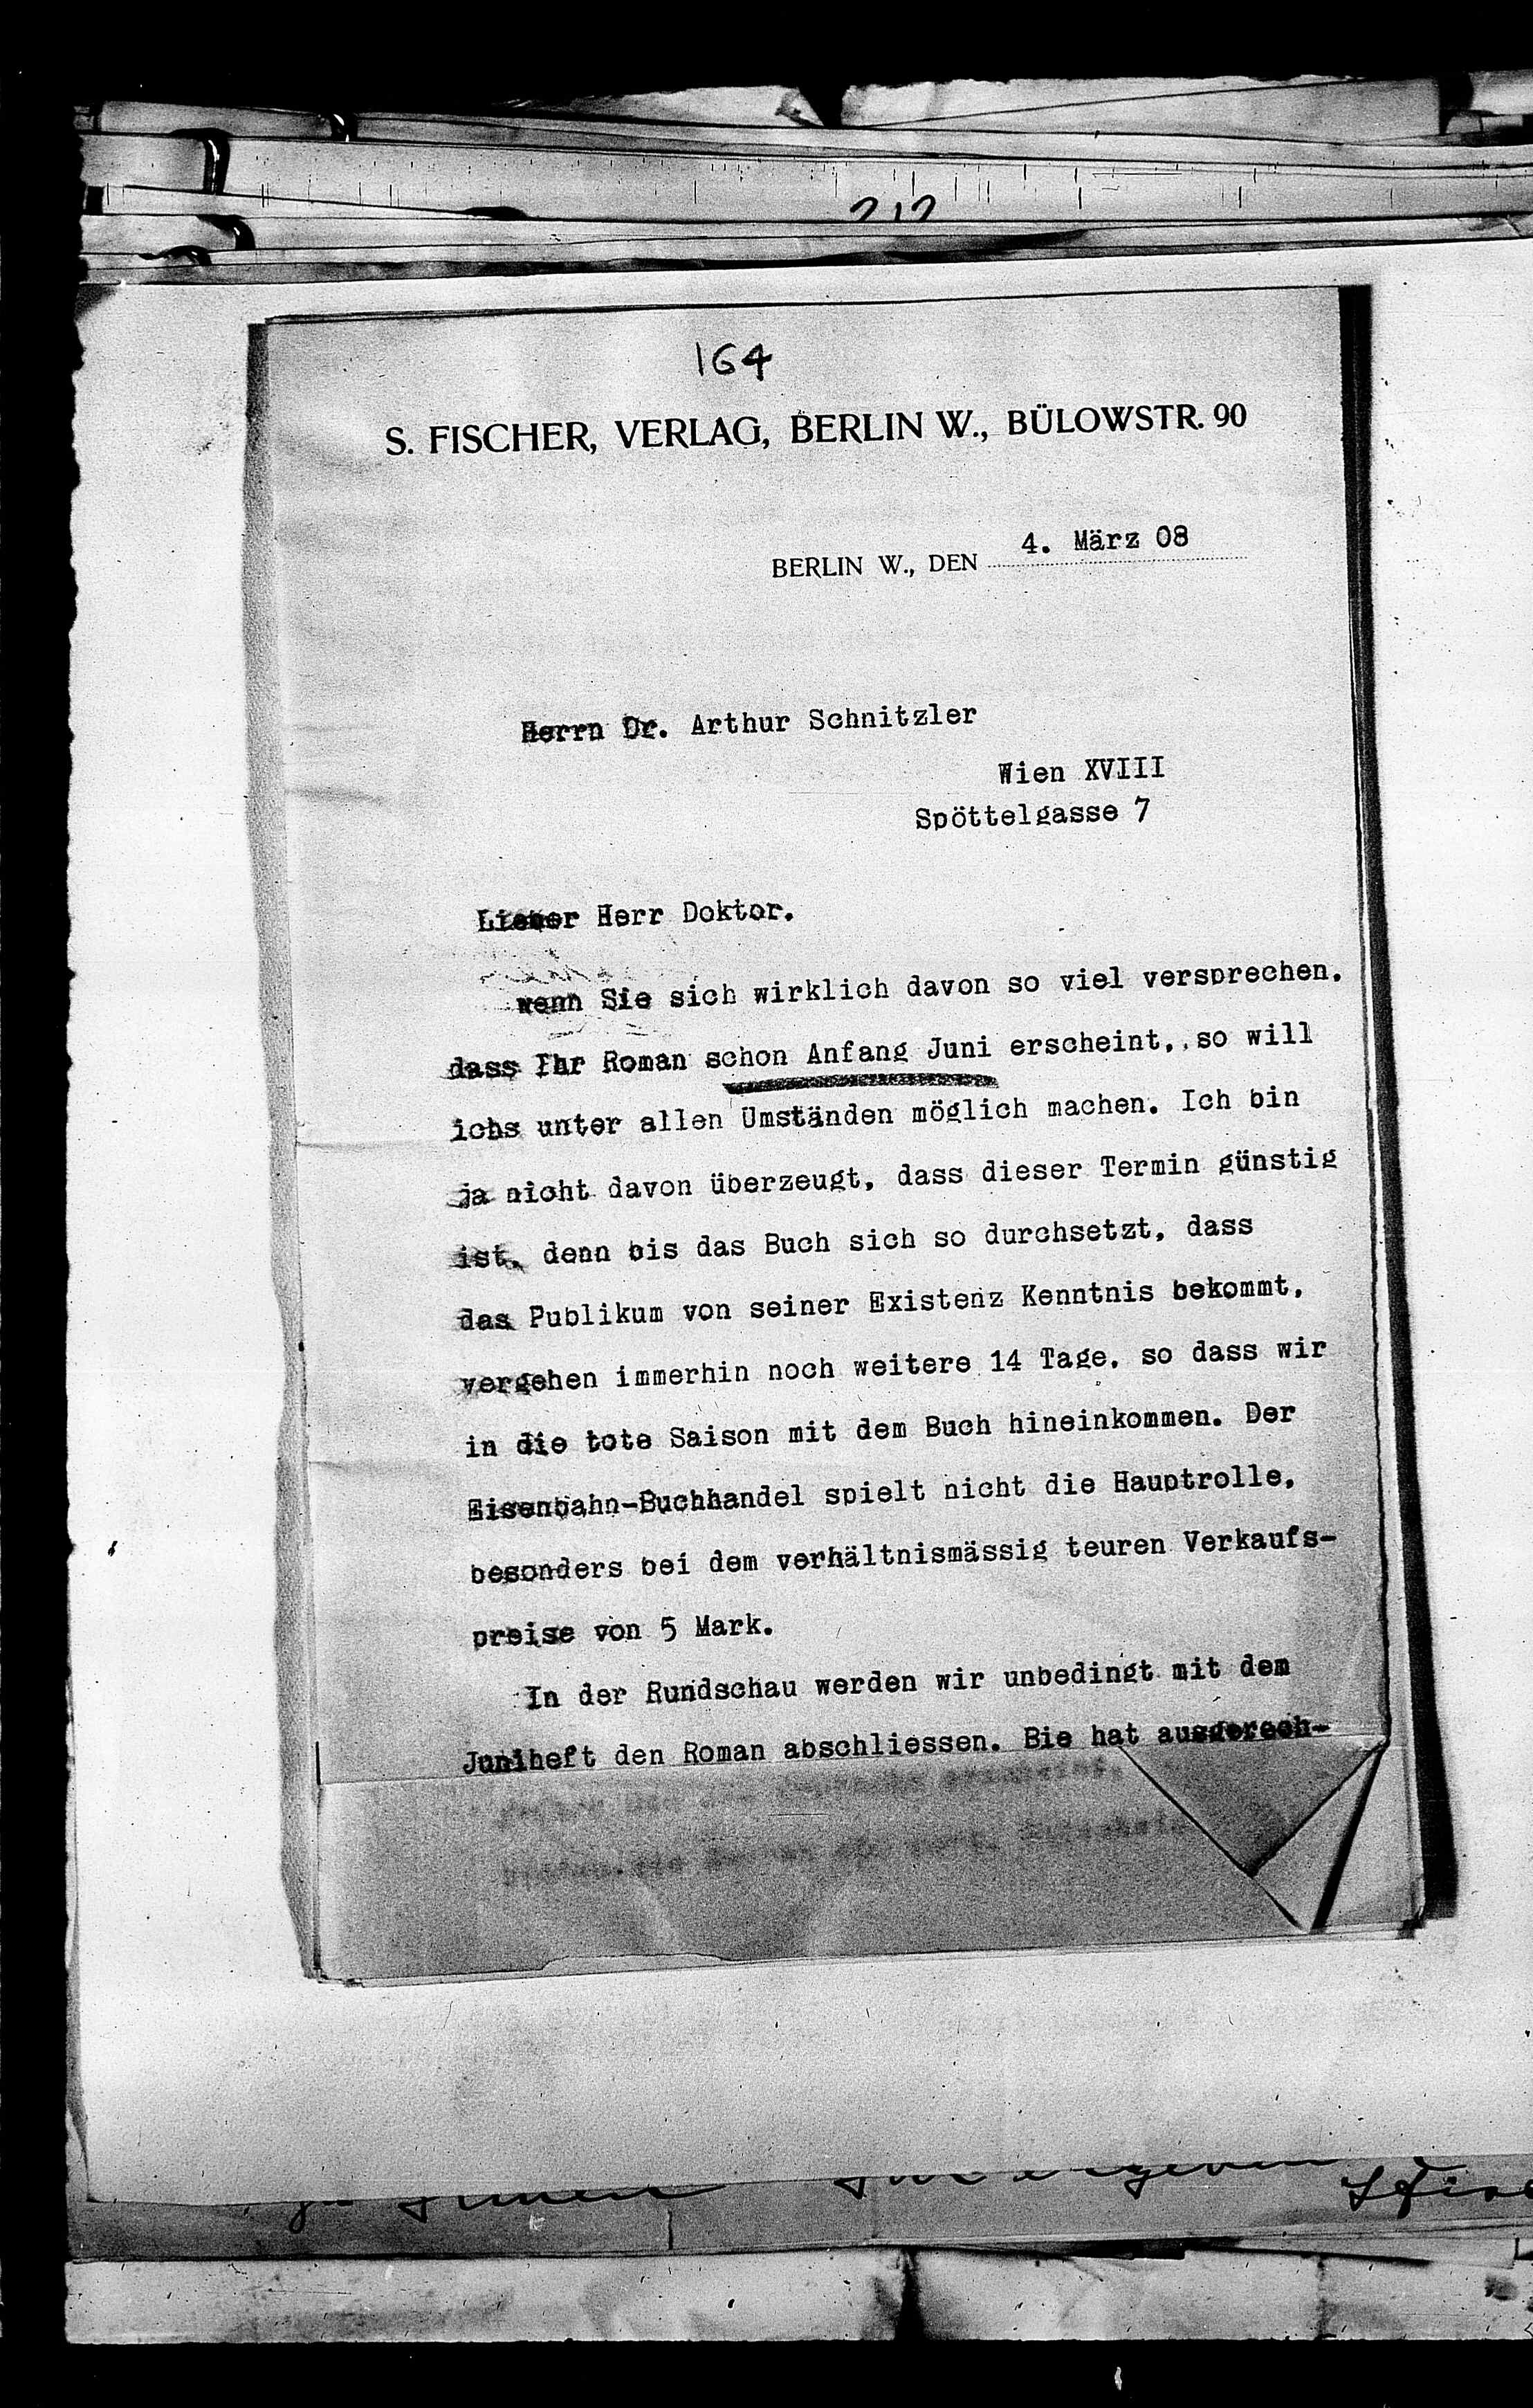 212
164
S. FISCHER, VERLAG, BERLIN W., BÜLOWSTR. 90
BERLIN W., DEN 4. März 08
Herrn Dr. Arthur Schnitzler
Wien XVIII
Spöttelgasse 7
Lieber Herr Doktor,
wenn Sie sich wirklich davon so viel versprechen,
dass Ihr Roman schon Anfang Juni erscheint, so will
ichs unter allen Umständen möglich machen. Ich bin
ja nicht davon überzeugt, dass dieser Termin günstig
ist, denn bis das Buch sich so durchsetzt, dass
das Publikum von seiner Existenz Kenntnis bekommt,
vergehen immerhin noch weitere 14 Tage, so dass wir
in die tote Saison mit dem Buch hineinkommen. Der
Eisenbahn-Buchhandel spielt nicht die Hauptrolle,
besonders bei dem verhältnismässig teuren Verkaufs-
preise von 5 Mark.
In der Rundschau werden wir unbedingt mit dem
Juniheft den Roman abschliessen. Bie hat ausgerech-